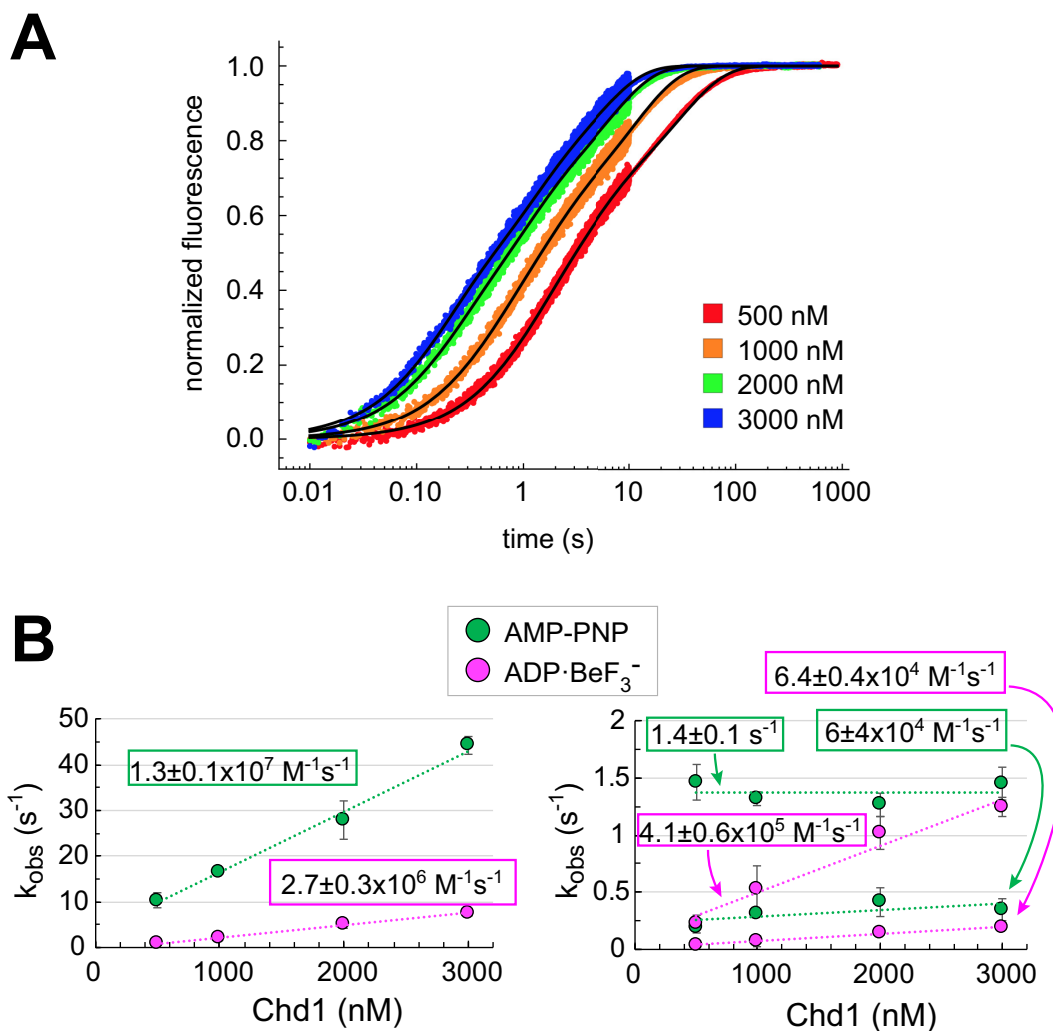 A
normalized fluorescence
1.0
0.8
0.6
0.4
0.2
0.0
0.01 0.10 1 10 100 1000
time (s)
500 nM
1000 nM
2000 nM
3000 nM
B
AMP-PNP
ADP·BeF₃⁻
k_obs (s⁻¹)
50
40
30
20
10
0
1.3±0.1x10⁷ M⁻¹s⁻¹
2.7±0.3x10⁶ M⁻¹s⁻¹
0 1000 2000 3000
Chd1 (nM)
6.4±0.4x10⁴ M⁻¹s⁻¹
1.4±0.1 s⁻¹
6±4x10⁴ M⁻¹s⁻¹
4.1±0.6x10⁵ M⁻¹s⁻¹
k_obs (s⁻¹)
2
1.5
1
0.5
0
0 1000 2000 3000
Chd1 (nM)